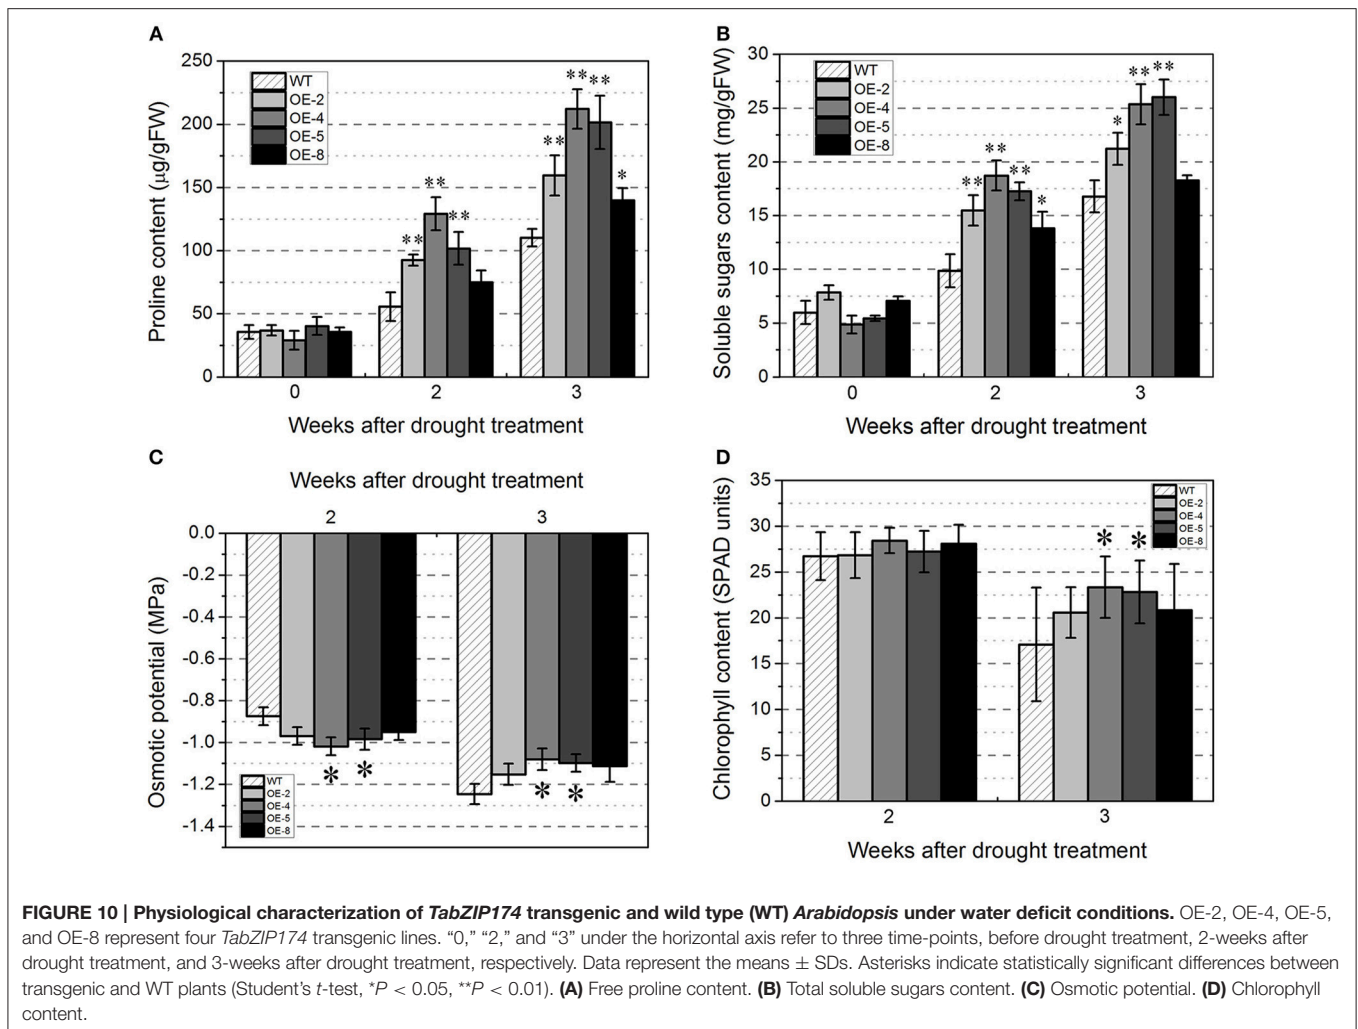 A
250
200
150
100
50
0
Proline content (µg/gFW)
WT
OE-2
OE-4
OE-5
OE-8
** ** ** ** ** ** *
0 2 3
Weeks after drought treatment
B
30
25
20
15
10
5
0
Soluble sugars content (mg/gFW)
WT
OE-2
OE-4
OE-5
OE-8
** ** ** * * ** **
0 2 3
Weeks after drought treatment
C
Weeks after drought treatment
2 3
0.0
-0.2
-0.4
-0.6
-0.8
-1.0
-1.2
-1.4
Osmotic potential (MPa)
WT
OE-2
OE-4
OE-5
OE-8
* * * *
D
35
30
25
20
15
10
5
0
Chlorophyll content (SPAD units)
WT
OE-2
OE-4
OE-5
OE-8
* *
2 3
Weeks after drought treatment
FIGURE 10 | Physiological characterization of TabZIP174 transgenic and wild type (WT) Arabidopsis under water deficit conditions. OE-2, OE-4, OE-5,
and OE-8 represent four TabZIP174 transgenic lines. “0,” “2,” and “3” under the horizontal axis refer to three time-points, before drought treatment, 2-weeks after
drought treatment, and 3-weeks after drought treatment, respectively. Data represent the means ± SDs. Asterisks indicate statistically significant differences between
transgenic and WT plants (Student’s t-test, *P < 0.05, **P < 0.01). (A) Free proline content. (B) Total soluble sugars content. (C) Osmotic potential. (D) Chlorophyll
content.